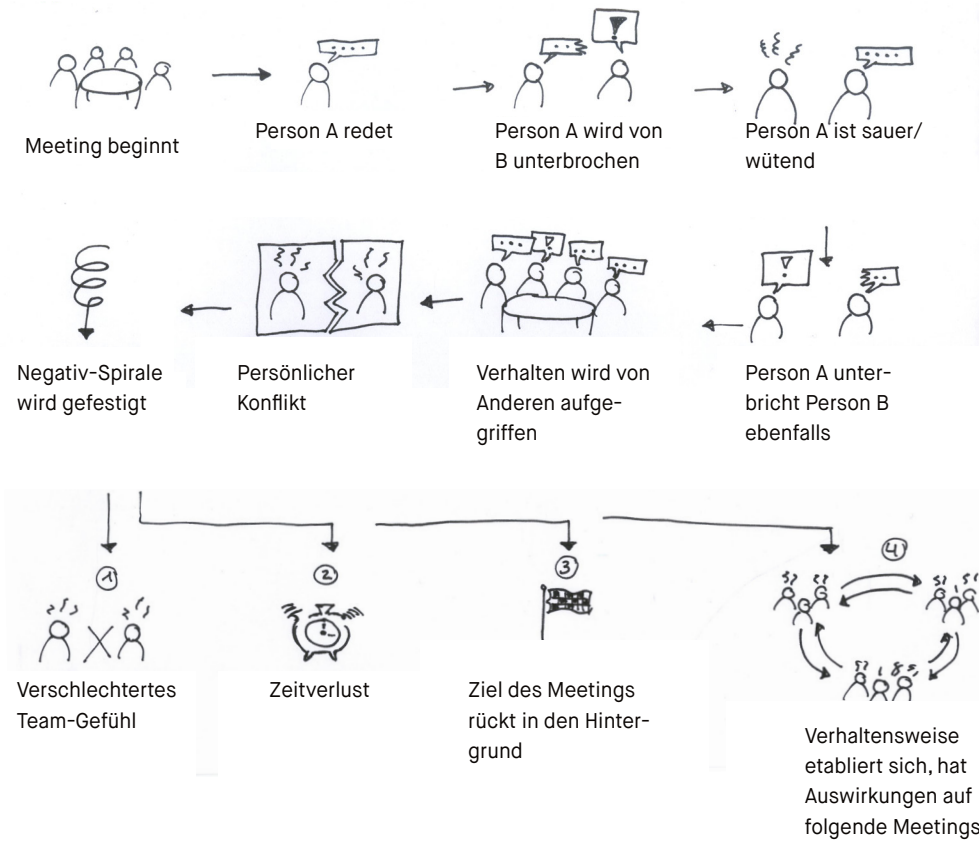 Meeting beginnt
Person A redet
Person A wird von
B unterbrochen
Person A ist sauer/
wütend
Person A unter-
bricht Person B
ebenfalls
Verhalten wird von
Anderen aufge-
griffen
Persönlicher
Konflikt
Negativ-Spirale
wird gefestigt
1
Verschlechtertes
Team-Gefühl
2
Zeitverlust
3
Ziel des Meetings
rückt in den Hinter-
grund
4
Verhaltensweise
etabliert sich, hat
Auswirkungen auf
folgende Meetings